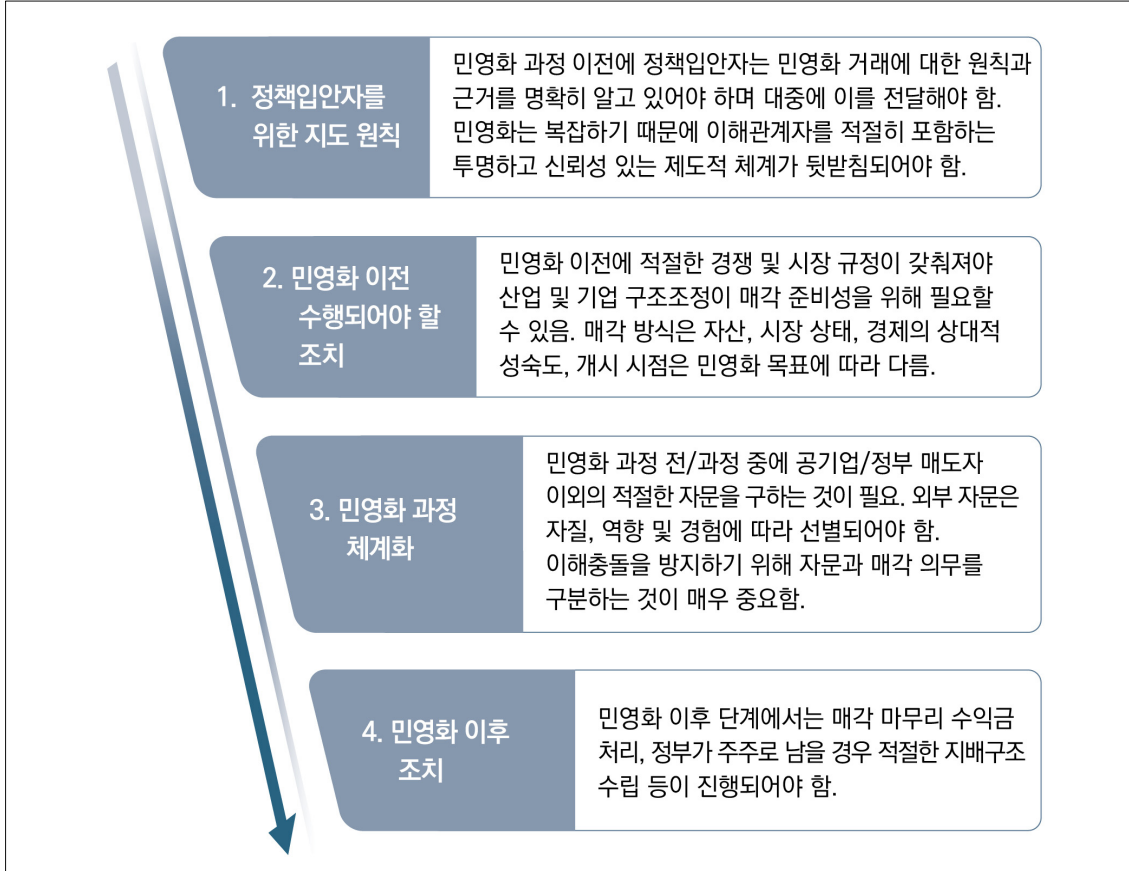 1. 정책입안자를
위한 지도 원칙
민영화 과정 이전에 정책입안자는 민영화 거래에 대한 원칙과
근거를 명확히 알고 있어야 하며 대중에 이를 전달해야 함.
민영화는 복잡하기 때문에 이해관계자를 적절히 포함하는
투명하고 신뢰성 있는 제도적 체계가 뒷받침되어야 함.
2. 민영화 이전
수행되어야 할
조치
민영화 이전에 적절한 경쟁 및 시장 규정이 갖춰져야
산업 및 기업 구조조정이 매각 준비성을 위해 필요할
수 있음. 매각 방식은 자산, 시장 상태, 경제의 상대적
성숙도, 개시 시점은 민영화 목표에 따라 다름.
3. 민영화 과정
체계화
민영화 과정 전/과정 중에 공기업/정부 매도자
이외의 적절한 자문을 구하는 것이 필요. 외부 자문은
자질, 역향 및 경험에 따라 선별되어야 함.
이해충돌을 방지하기 위해 자문과 매각 의무를
구분하는 것이 매우 중요함.
4. 민영화 이후
조치
민영화 이후 단계에서는 매각 마무리 수익금
처리, 정부가 주주로 남을 경우 적절한 지배구조
수립 등이 진행되어야 함.